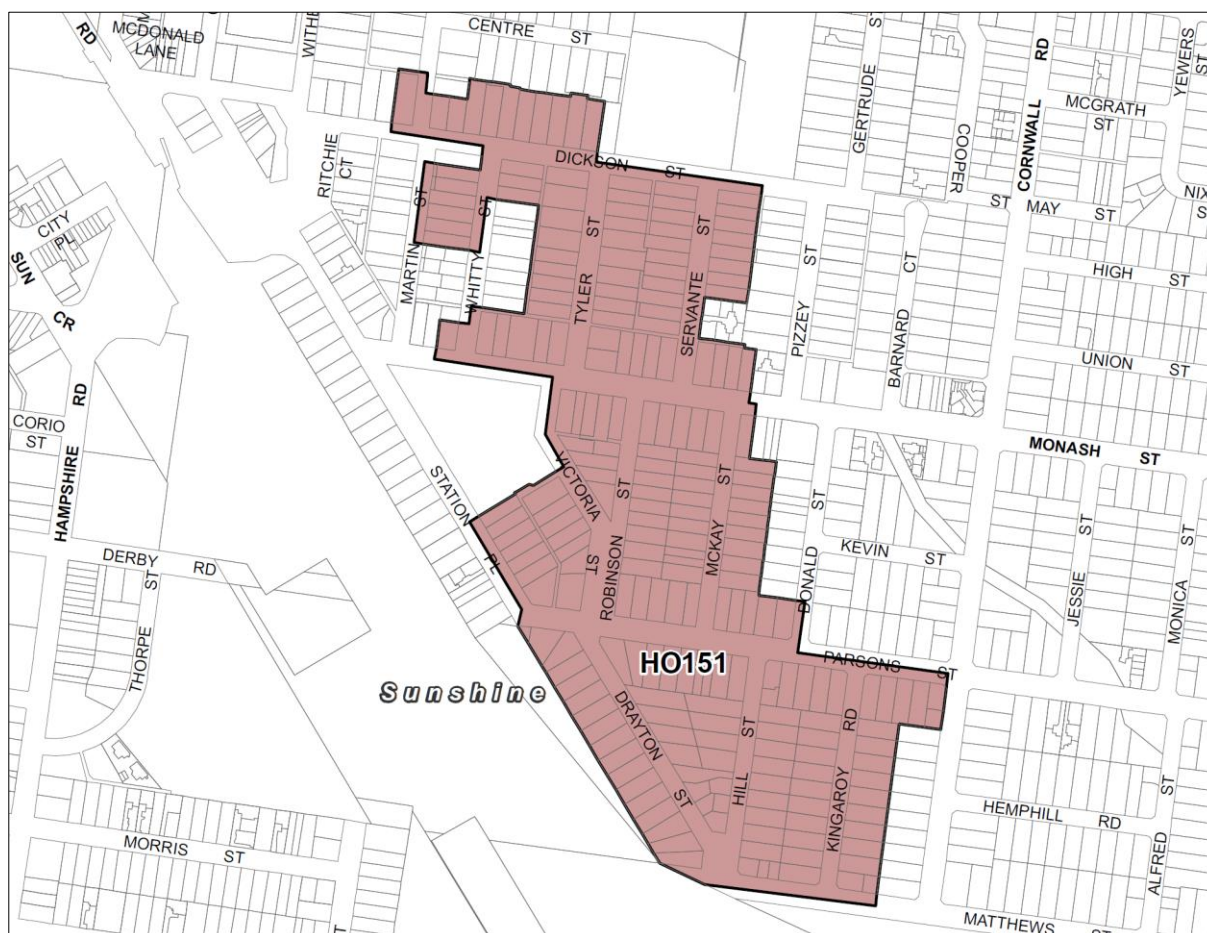 RD
MCDONALD
LANE
WITHE
CENTRE ST
ST
RD
YEWERS
ST
MCGRATH
ST
GERTRUDE
COOPER
CORNWALL
RITCHIE
CT
DICKSON ST
ST
ST
NIX
S
ST
MAY ST
CITY
PL
ST
ST
ST
CT
HIGH ST
SUN
CR
MARTIN
WHITTY
TYLER
SERVANTE
PIZZEY
BARNARD
UNION ST
RD
CORIO
ST
HAMPSHIRE
MONASH ST
STATION
PL
VICTORIA
ST
ST
ST
ST
ST
ST
DERBY RD
ST
ROBINSON
MCKAY
DONALD
KEVIN ST
JESSIE
MONICA
THORPE
HO151
PARSONS ST
Sunshine
DRAYTON
ST
ST
RD
HILL
KINGAROY
ST
HEMPHILL RD
MORRIS ST
ALFRED
MATTHEWS ST